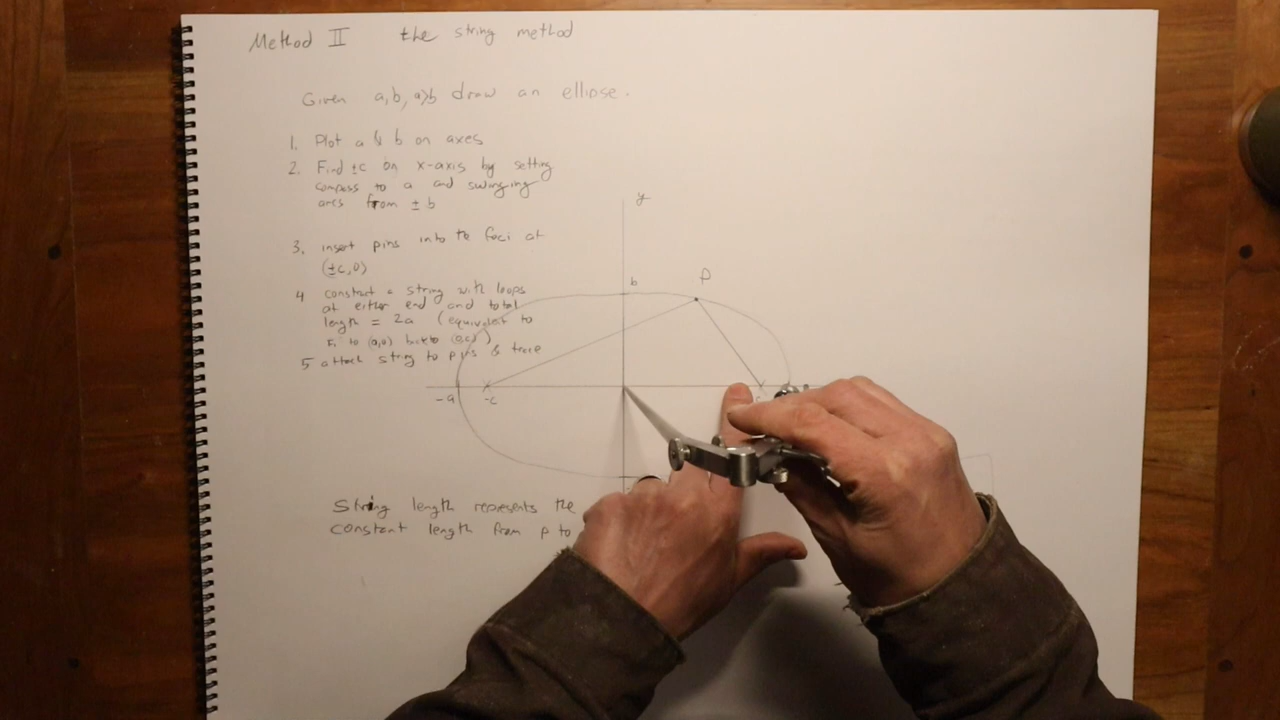 Method II the string method
Given a,b, a>b draw an ellipse.
1. Plot a & b on axes
2. Find ±c on x-axis by setting
compass to a and swinging
arcs from ± b
3. insert pins into the foci at
(±c,0)
4 construct a string with loops
at either end and total
length = 2a (equivalent to
F₁ to (0,0) back to (0,c))
5 attach string to pins & trace
y
b
P
-a
-c
String length represents the
constant length from p to